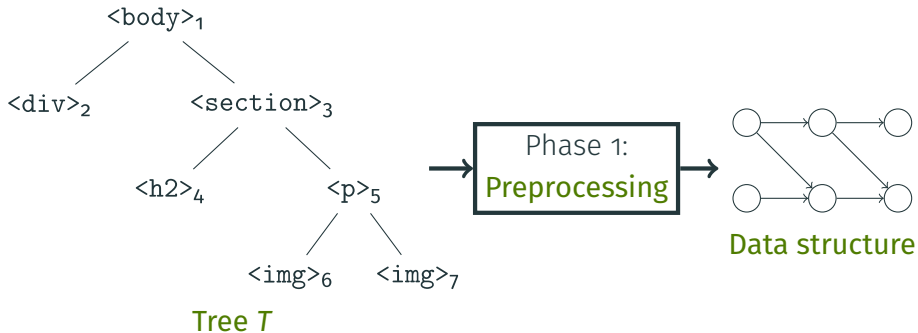 <body>₁
<div>₂
<section>₃
<h2>₄
<p>₅
<img>₆
<img>₇
Tree T
Phase 1:
Preprocessing
Data structure